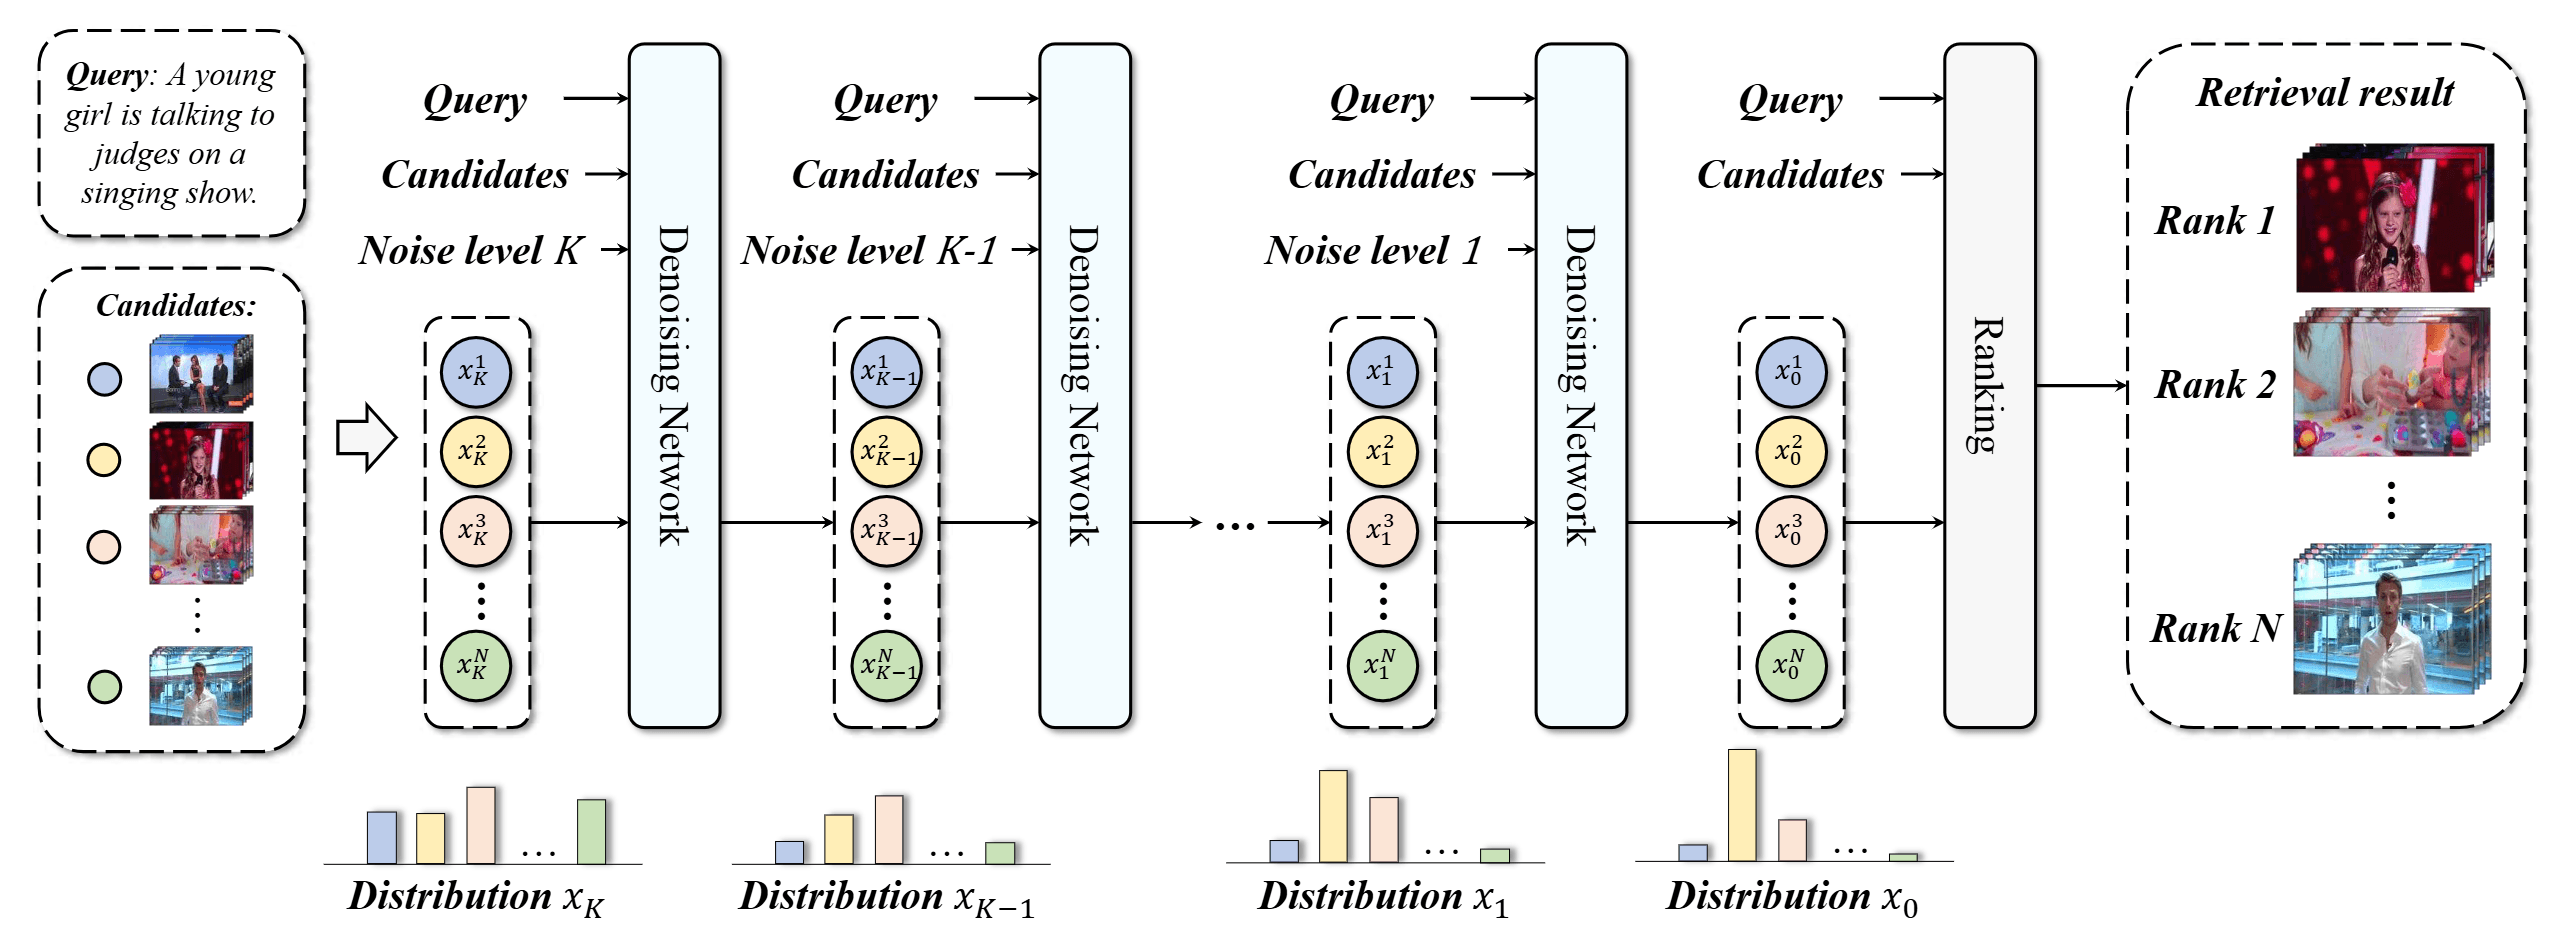 Query: A young
girl is talking to
judges on a
singing show.
Candidates:
Query
Candidates
Noise level K
x_K^1
x_K^2
x_K^3
x_K^N
Denoising Network
Query
Candidates
Noise level K-1
x_{K-1}^1
x_{K-1}^2
x_{K-1}^3
x_{K-1}^N
Denoising Network
...
Query
Candidates
Noise level 1
x_1^1
x_1^2
x_1^3
x_1^N
Denoising Network
Query
Candidates
x_0^1
x_0^2
x_0^3
x_0^N
Ranking
Retrieval result
Rank 1
Rank 2
Rank N
...
Distribution x_K
...
Distribution x_{K-1}
...
Distribution x_1
...
Distribution x_0